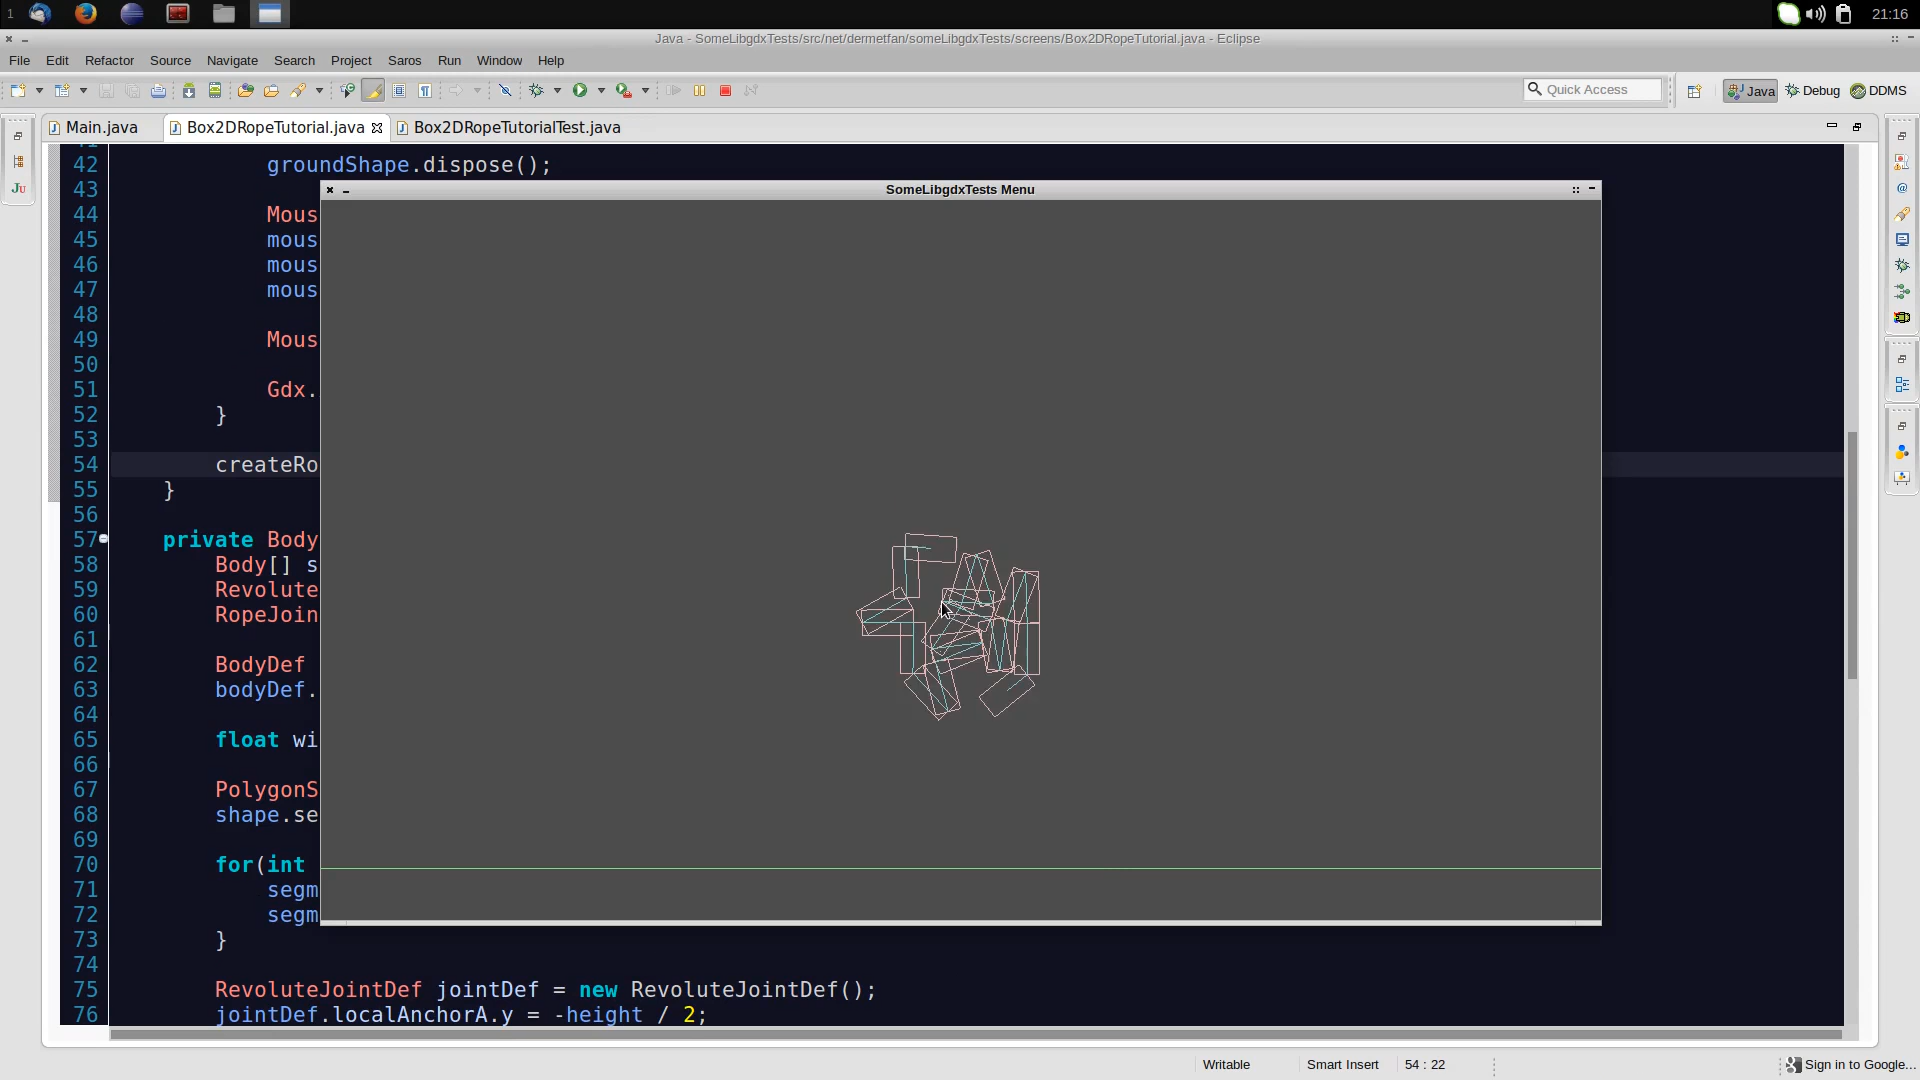 1
21:16
Java - SomeLibgdxTests/src/net/dermetfan/someLibgdxTests/screens/Box2DRopeTutorial.java - Eclipse
File Edit Refactor Source Navigate Search Project Saros Run Window Help
Quick Access
Java
Debug
DDMS
Main.java
Box2DRopeTutorial.java
Box2DRopeTutorialTest.java
41
42 groundShape.dispose();
43
SomeLibgdxTests Menu
44 Mous
45 mous
46 mous
47 mous
48
49 Mous
50
51 Gdx.
52 }
53
54 createRo
55 }
56
57 private Body
58 Body[] s
59 Revolute
60 RopeJoin
61
62 BodyDef
63 bodyDef.
64
65 float wi
66
67 PolygonS
68 shape.se
69
70 for(int
71 segm
72 segm
73 }
74
75 RevoluteJointDef jointDef = new RevoluteJointDef();
76 jointDef.localAnchorA.y = -height / 2;
Writable
Smart Insert
54 : 22
Sign in to Google...